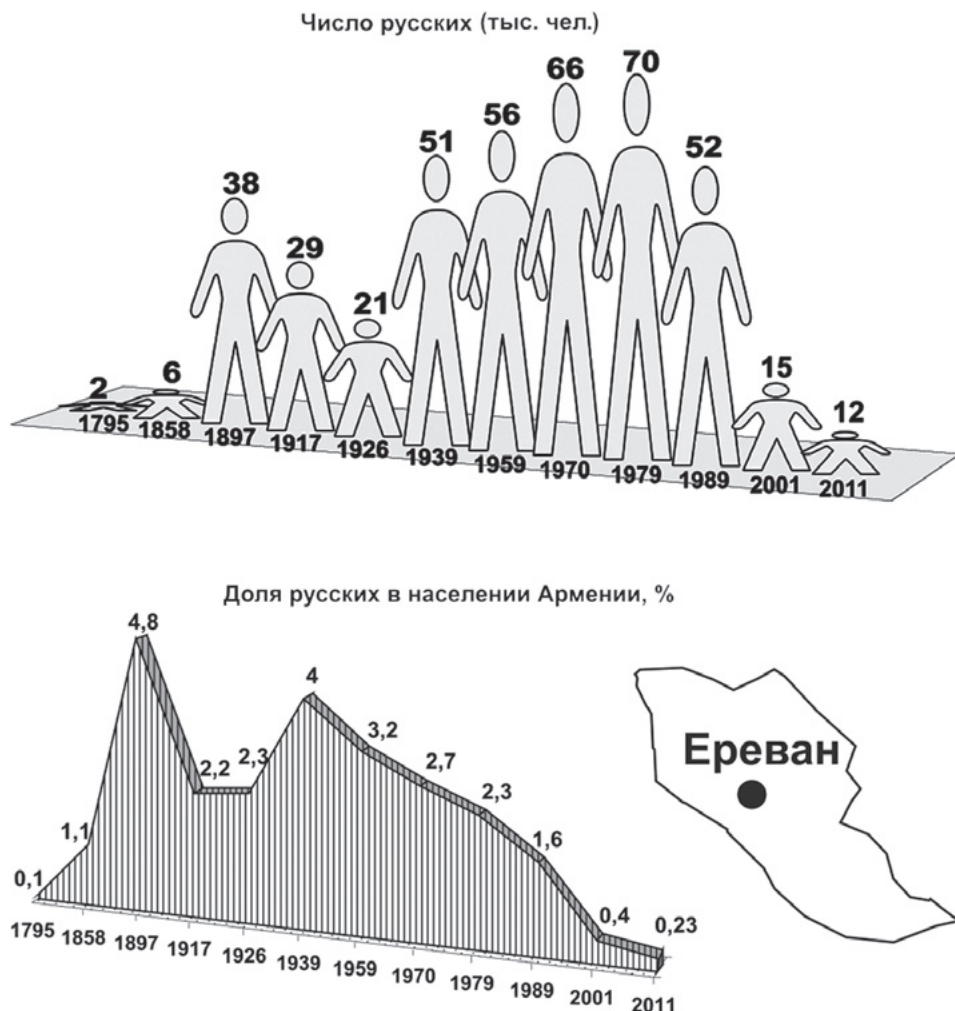 Число русских (тыс. чел.)
2 6 38 29 21 51 56 66 70 52 15 12
1795 1858 1897 1917 1926 1939 1959 1970 1979 1989 2001 2011
Доля русских в населении Армении, %
0,1 1,1 4,8 2,2 2,3 4 3,2 2,7 2,3 1,6 0,4 0,23
1795 1858 1897 1917 1926 1939 1959 1970 1979 1989 2001 2011
Ереван